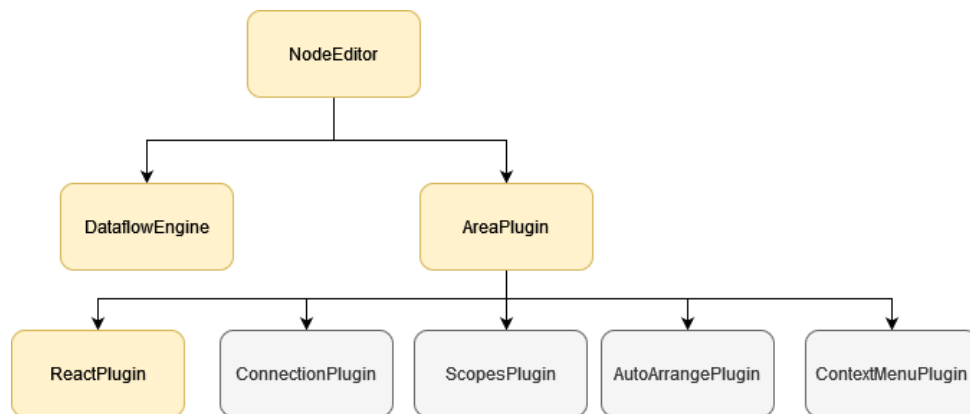 NodeEditor
DataflowEngine
AreaPlugin
ReactPlugin
ConnectionPlugin
ScopesPlugin
AutoArrangePlugin
ContextMenuPlugin